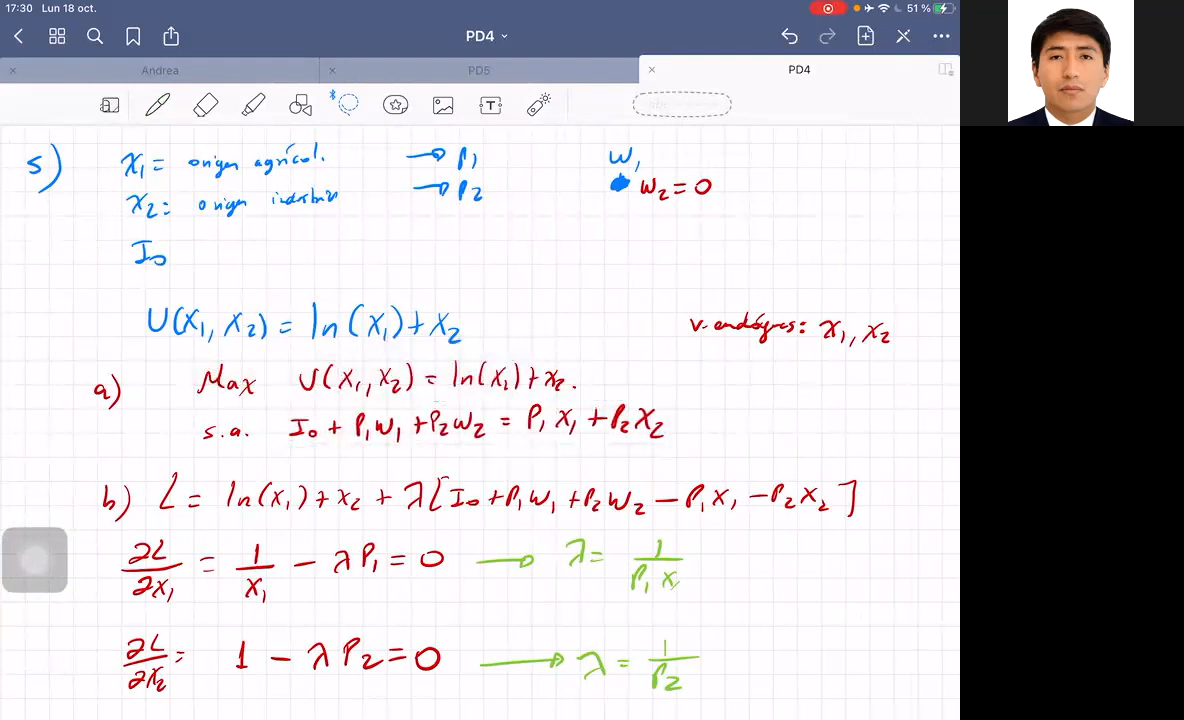 17:30 Lun 18 oct. 51 %
PD4
Andrea PD5 PD4
abc
5) x₁ = origen agrícol. → P₁ w₁
x₂ = origen → P₂ w₂ = 0
I₀
U(x₁, x₂) = ln(x₁) + x₂ v. endógenas: x₁, x₂
a) Max U(x₁, x₂) = ln(x₁) + x₂.
s.a. I₀ + P₁w₁ + P₂w₂ = P₁x₁ + P₂x₂
b) L = ln(x₁) + x₂ + λ[I₀ + P₁w₁ + P₂w₂ − P₁x₁ − P₂x₂]
∂L/∂x₁ = 1/x₁ − λP₁ = 0 → λ = 1/P₁x₁
∂L/∂x₂ = 1 − λP₂ = 0 → λ = 1/P₂